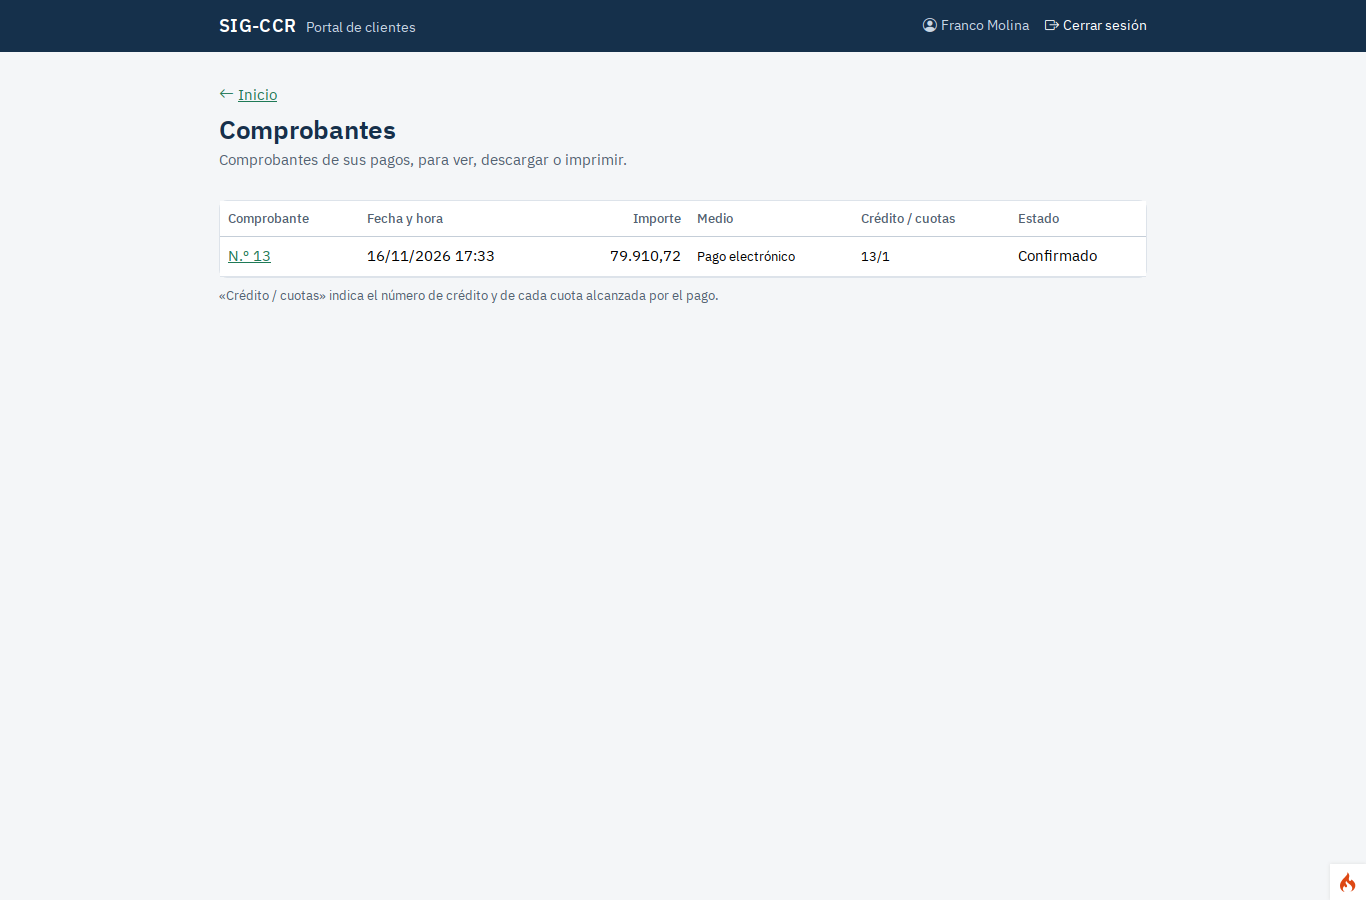 SIG-CCR Portal de clientes Franco Molina Cerrar sesión
← Inicio
Comprobantes
Comprobantes de sus pagos, para ver, descargar o imprimir.
Comprobante Fecha y hora Importe Medio Crédito / cuotas Estado
N.º 13 16/11/2026 17:33 79.910,72 Pago electrónico 13/1 Confirmado
«Crédito / cuotas» indica el número de crédito y de cada cuota alcanzada por el pago.